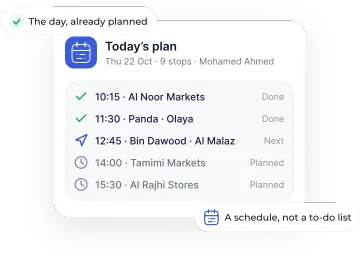 The day, already planned
Today's plan
Thu 22 Oct · 9 stops · Mohamed Ahmed
10:15 · Al Noor Markets Done
11:30 · Panda · Olaya Done
12:45 · Bin Dawood · Al Malaz Next
14:00 · Tamimi Markets Planned
15:30 · Al Rajhi Stores Planned
A schedule, not a to-do list